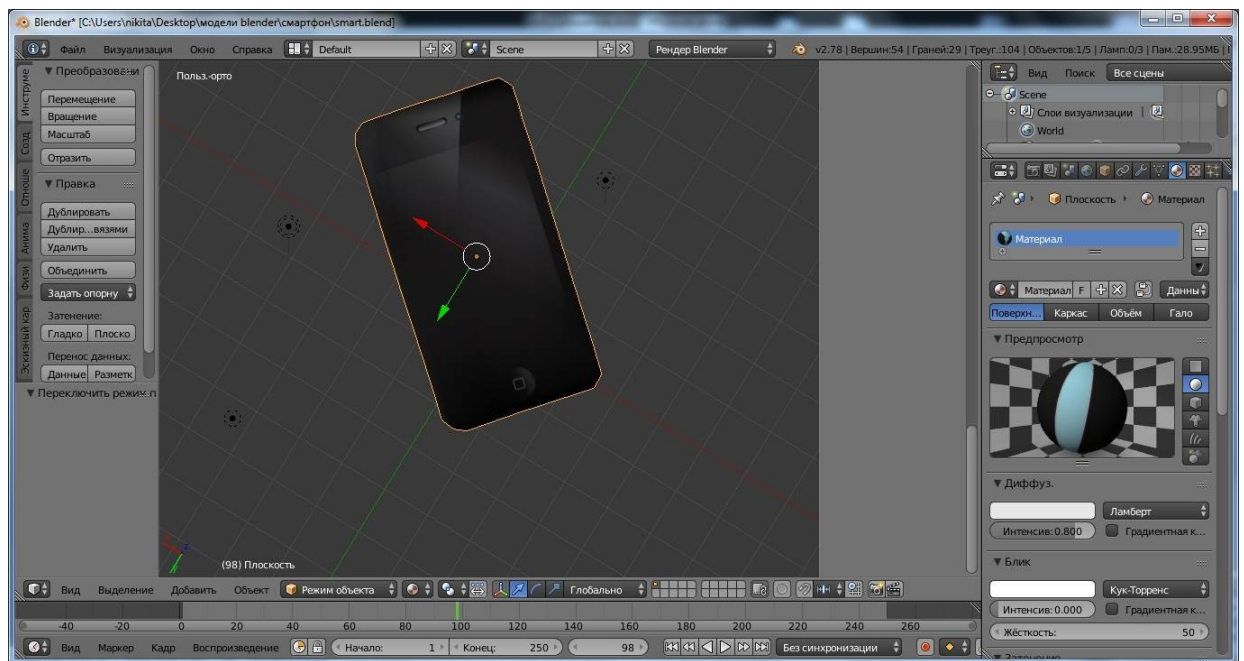 Blender* [C:\Users\nikita\Desktop\модели blender\смартфон\smart.blend]
Файл Визуализация Окно Справка Default Scene Рендер Blender v2.78 | Вершин:54 | Граней:29 | Треуг.:104 | Объектов:1/5 | Ламп:0/3 | Пам.:28.95МБ |
Инструме
Созд
Отноше
Анима
Физи
Эскизный кар
Преобразовани
Перемещение
Вращение
Масштаб
Отразить
Правка
Дублировать
Дублир...вязями
Удалить
Объединить
Задать опорну
Затенение:
Гладко Плоско
Перенос данных:
Данные Разметк
Переключить режим п
Польз.-орто
(98) Плоскость
Вид Выделение Добавить Объект Режим объекта Глобально
-40 -20 0 20 40 60 80 100 120 140 160 180 200 220 240 260
Вид Маркер Кадр Воспроизведение Начало: 1 Конец: 250 98 Без синхронизации
Вид Поиск Все сцены
Scene
Слои визуализации |
World
Плоскость Материал
Материал
Материал F Данны
Поверхн... Каркас Объём Гало
Предпросмотр
Диффуз.
Ламберт
Интенсив: 0.800 Градиентная к...
Блик
Кук-Торренс
Интенсив: 0.000 Градиентная к...
Жёсткость: 50
Затенение